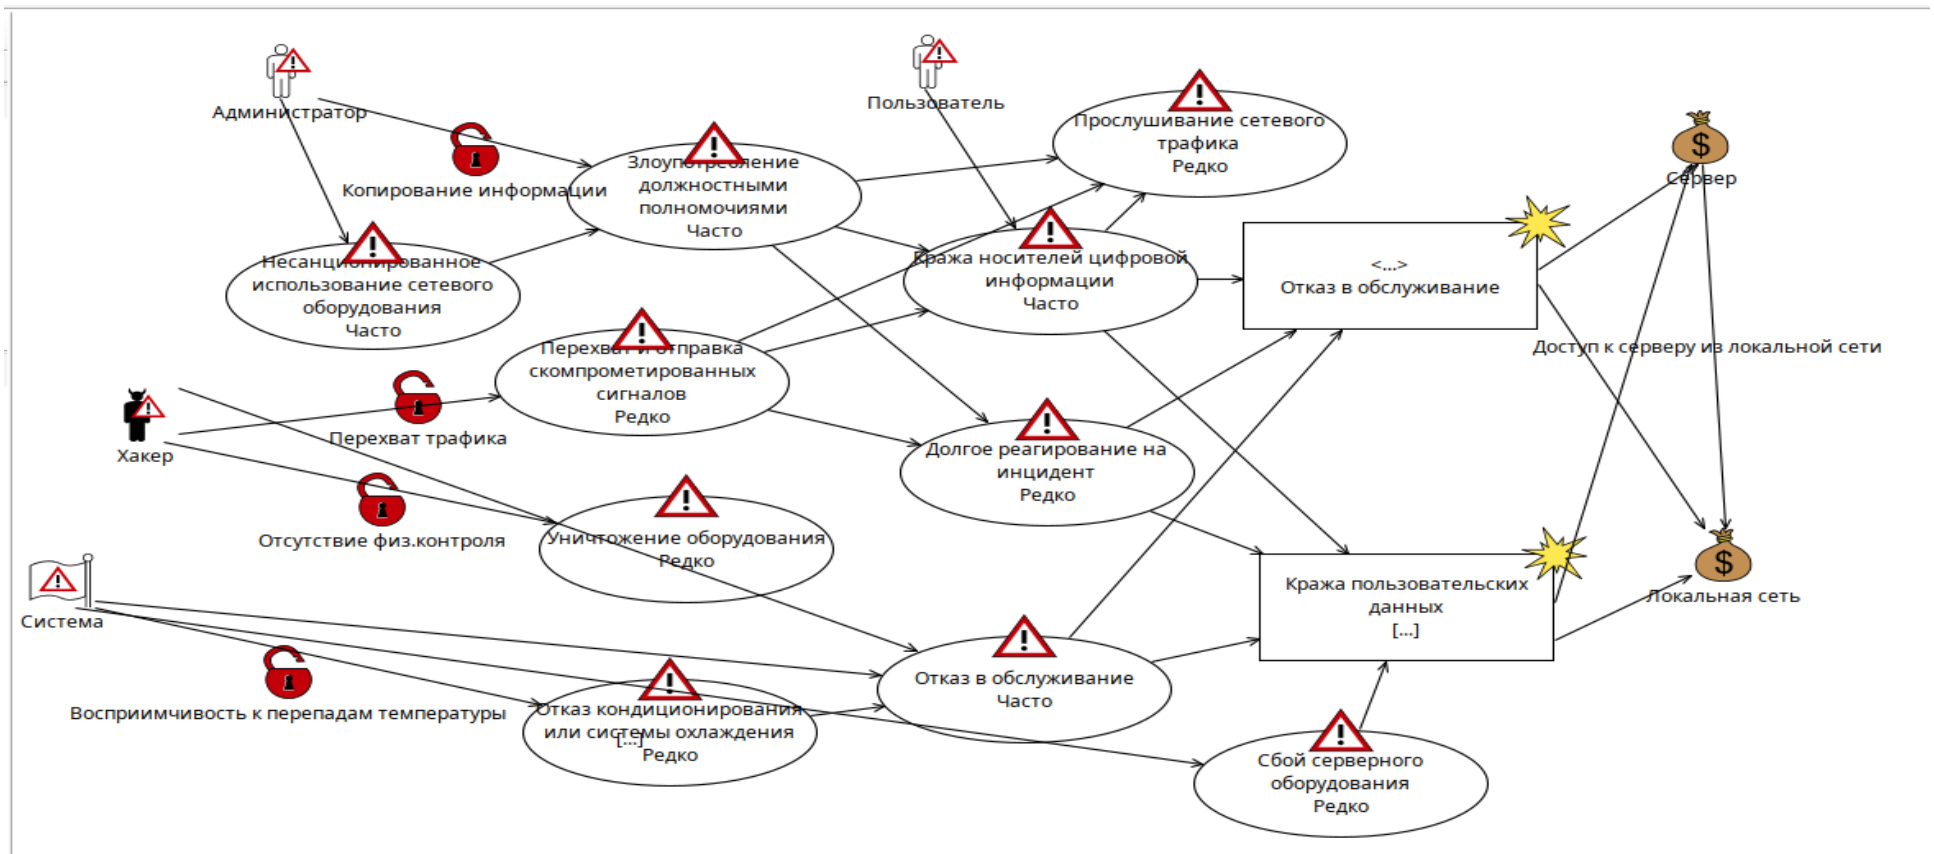 Администратор
Пользователь
Копирование информации
Злоупотребление
должностными
полномочиями
Часто
Прослушивание сетевого
трафика
Редко
Сервер
Несанкционированное
использование сетевого
оборудования
Часто
Кража носителей цифровой
информации
Часто
<...>
Отказ в обслуживание
Доступ к серверу из локальной сети
Перехват и отправка
скомпрометированных
сигналов
Редко
Хакер
Перехват трафика
Долгое реагирование на
инцидент
Редко
Отсутствие физ.контроля
Уничтожение оборудования
Редко
Система
Кража пользовательских
данных
[...]
Локальная сеть
Восприимчивость к перепадам температуры
Отказ кондиционирования
или системы охлаждения
[...]
Редко
Отказ в обслуживание
Часто
Сбой серверного
оборудования
Редко